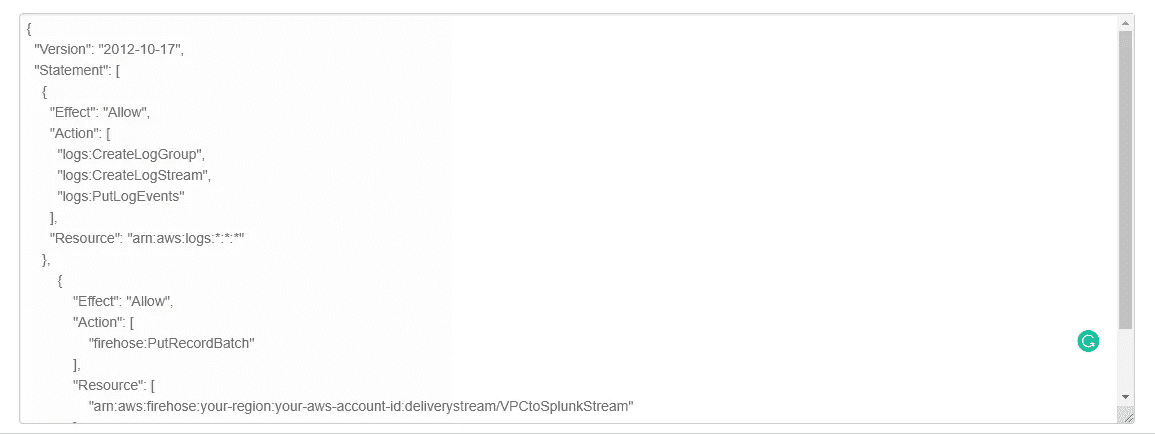 {
"Version": "2012-10-17",
"Statement": [
{
"Effect": "Allow",
"Action": [
"logs:CreateLogGroup",
"logs:CreateLogStream",
"logs:PutLogEvents"
],
"Resource": "arn:aws:logs:*:*:*"
},
{
"Effect": "Allow",
"Action": [
"firehose:PutRecordBatch"
],
"Resource": [
"arn:aws:firehose:your-region:your-aws-account-id:deliverystream/VPCtoSplunkStream"